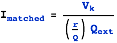 I_matched = V_k / ((r/Q) Q_ext)